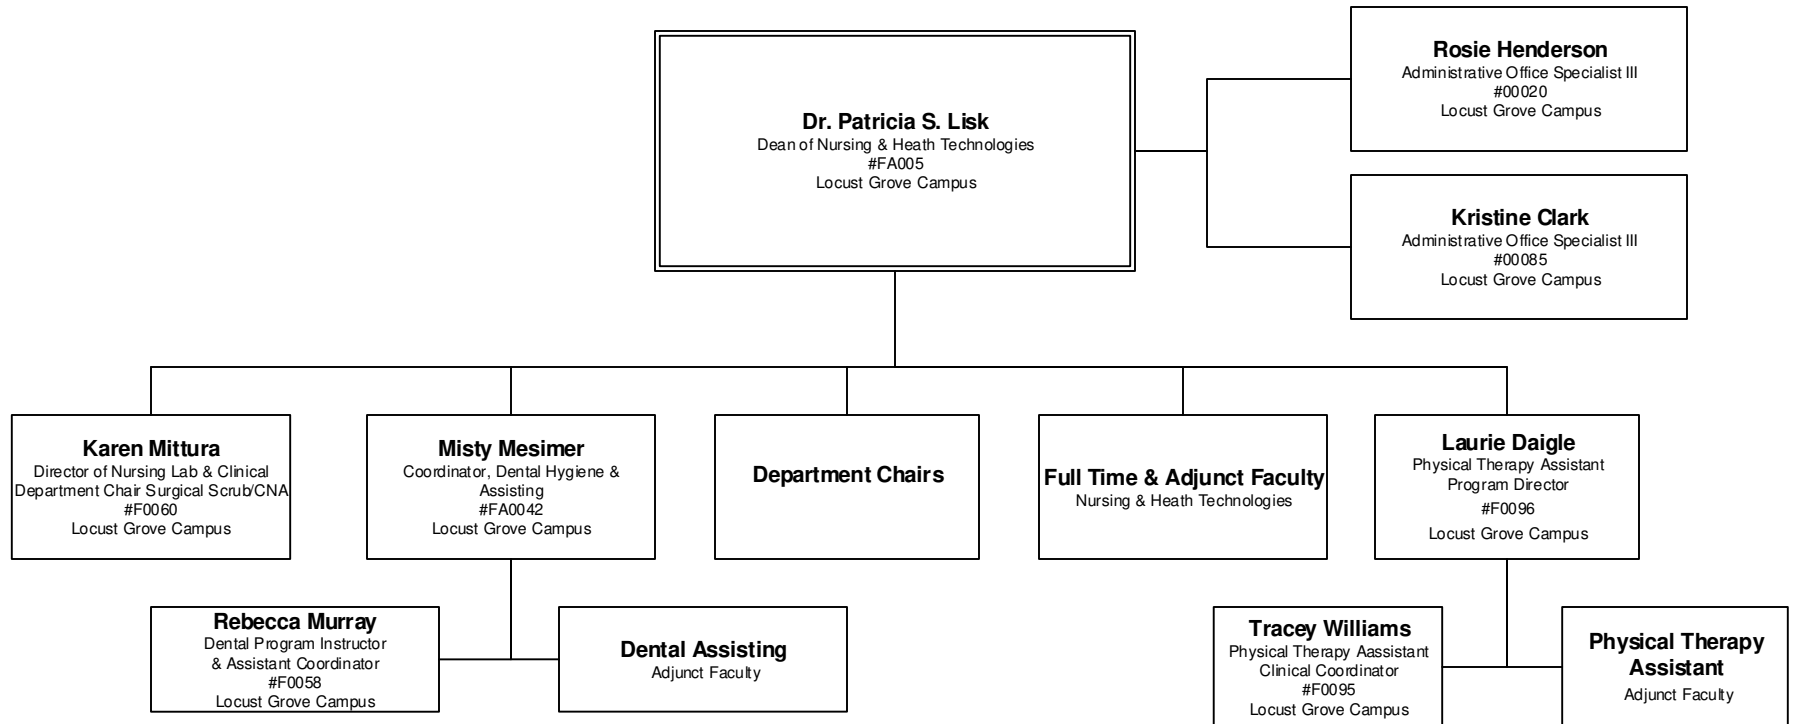 Rosie Henderson
Administrative Office Specialist III
#00020
Locust Grove Campus
Dr. Patricia S. Lisk
Dean of Nursing & Heath Technologies
#FA005
Locust Grove Campus
Kristine Clark
Administrative Office Specialist III
#00085
Locust Grove Campus
Karen Mittura
Director of Nursing Lab & Clinical
Department Chair Surgical Scrub/CNA
#F0060
Locust Grove Campus
Misty Mesimer
Coordinator, Dental Hygiene &
Assisting
#FA0042
Locust Grove Campus
Department Chairs
Full Time & Adjunct Faculty
Nursing & Heath Technologies
Laurie Daigle
Physical Therapy Assistant
Program Director
#F0096
Locust Grove Campus
Rebecca Murray
Dental Program Instructor
& Assistant Coordinator
#F0058
Locust Grove Campus
Dental Assisting
Adjunct Faculty
Tracey Williams
Physical Therapy Aassistant
Clinical Coordinator
#F0095
Locust Grove Campus
Physical Therapy
Assistant
Adjunct Faculty